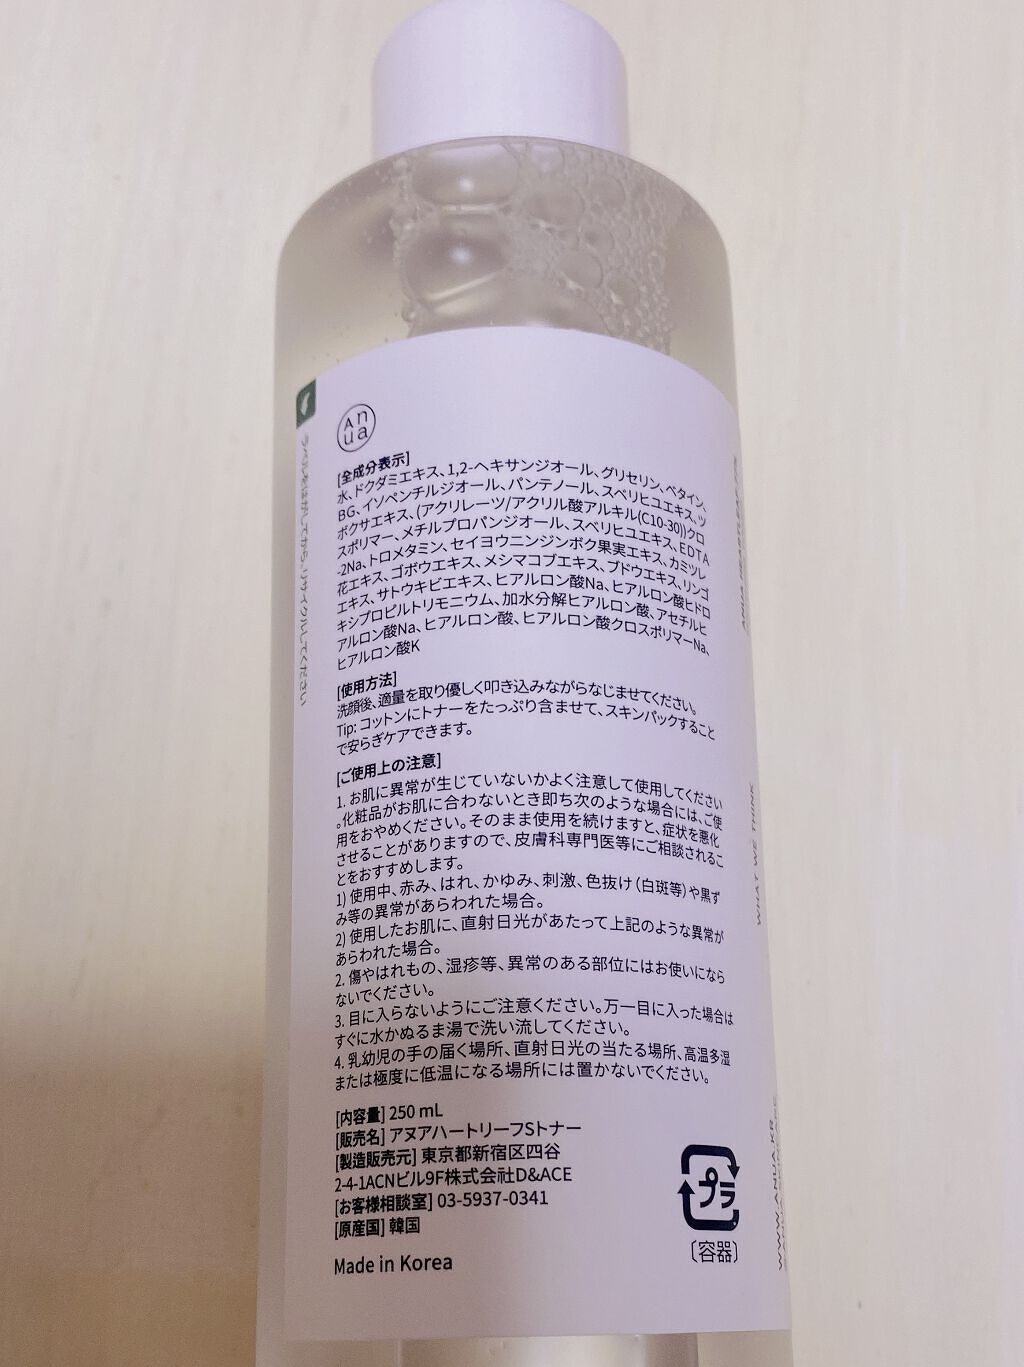 Anua
[全成分表示]
水、ドクダミエキス、1,2-ヘキサンジオール、グリセリン、ベタイン、
BG、イソペンチルジオール、パンテノール、スベリヒユエキス、ツ
ボクサエキス、(アクリレーツ/アクリル酸アルキル(C10-30))クロ
スポリマー、メチルプロパンジオール、スベリヒユエキス、EDTA
-2Na、トロメタミン、セイヨウニンジンボク果実エキス、カミツレ
花エキス、ゴボウエキス、メシマコブエキス、ブドウエキス、リンゴ
エキス、サトウキビエキス、ヒアルロン酸Na、ヒアルロン酸ヒドロ
キシプロピルトリモニウム、加水分解ヒアルロン酸、アセチルヒ
アルロン酸Na、ヒアルロン酸、ヒアルロン酸クロスポリマーNa、
ヒアルロン酸K
[使用方法]
洗顔後、適量を取り優しく叩き込みながらなじませてください。
Tip: コットンにトナーをたっぷり含ませて、スキンパックすること
で安らぎケアできます。
[ご使用上の注意]
1. お肌に異常が生じていないかよく注意して使用してください
。化粧品がお肌に合わないとき即ち次のような場合には、ご使
用をおやめください。そのまま使用を続けますと、症状を悪化
させることがありますので、皮膚科専門医等にご相談されるこ
とをおすすめします。
1) 使用中、赤み、はれ、かゆみ、刺激、色抜け(白斑等)や黒ず
み等の異常があらわれた場合。
2) 使用したお肌に、直射日光があたって上記のような異常が
あらわれた場合。
2. 傷やはれもの、湿疹等、異常のある部位にはお使いになら
ないでください。
3. 目に入らないようにご注意ください。万一目に入った場合は
すぐに水かぬるま湯で洗い流してください。
4. 乳幼児の手の届く場所、直射日光の当たる場所、高温多湿
または極度に低温になる場所には置かないでください。
[内容量] 250 mL
[販売名] アヌアハートリーフSトナー
[製造販売元] 東京都新宿区四谷
2-4-1ACNビル9F株式会社D&ACE
[お客様相談室] 03-5937-0341
[原産国] 韓国
Made in Korea
プラ
〔容器〕
ラベルをはがしてから、リサイクルしてください
WHAT WE THINK
WWW.ANUA.KR